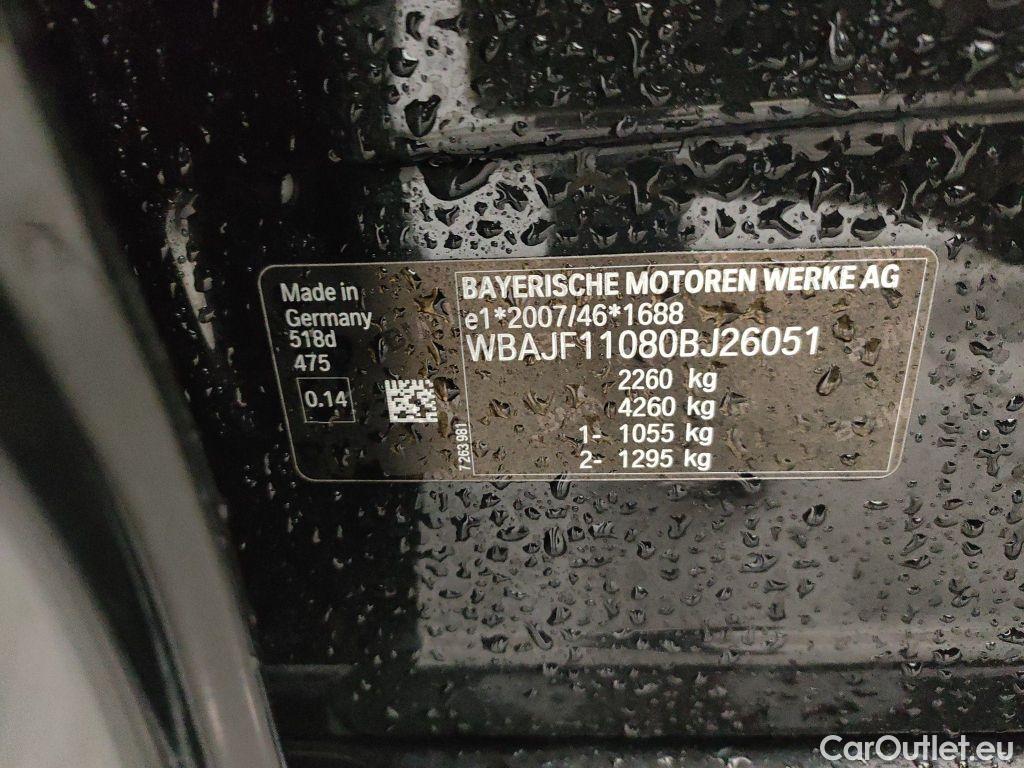 Made in
Germany
518d
475
0.14
7263981
BAYERISCHE MOTOREN WERKE AG
e1*2007/46*1688
WBAJF11080BJ26051
2260 kg
4260 kg
1- 1055 kg
2- 1295 kg
CarOutlet.eu